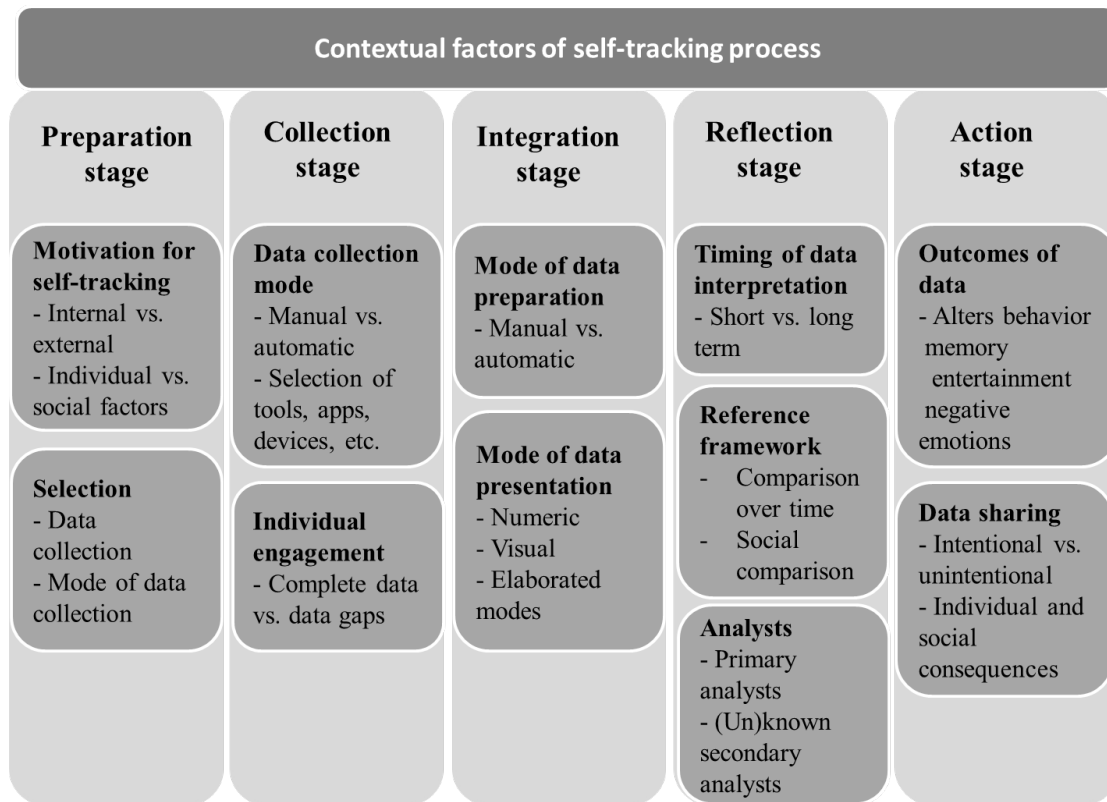 Contextual factors of self-tracking process
Preparation
stage
Motivation for
self-tracking
- Internal vs.
external
- Individual vs.
social factors
Selection
- Data
collection
- Mode of data
collection
Collection
stage
Data collection
mode
- Manual vs.
automatic
- Selection of
tools, apps,
devices, etc.
Individual
engagement
- Complete data
vs. data gaps
Integration
stage
Mode of data
preparation
- Manual vs.
automatic
Mode of data
presentation
- Numeric
- Visual
- Elaborated
modes
Reflection
stage
Timing of data
interpretation
- Short vs. long
term
Reference
framework
- Comparison
over time
- Social
comparison
Analysts
- Primary
analysts
- (Un)known
secondary
analysts
Action
stage
Outcomes of
data
- Alters behavior
memory
entertainment
negative
emotions
Data sharing
- Intentional vs.
unintentional
- Individual and
social
consequences